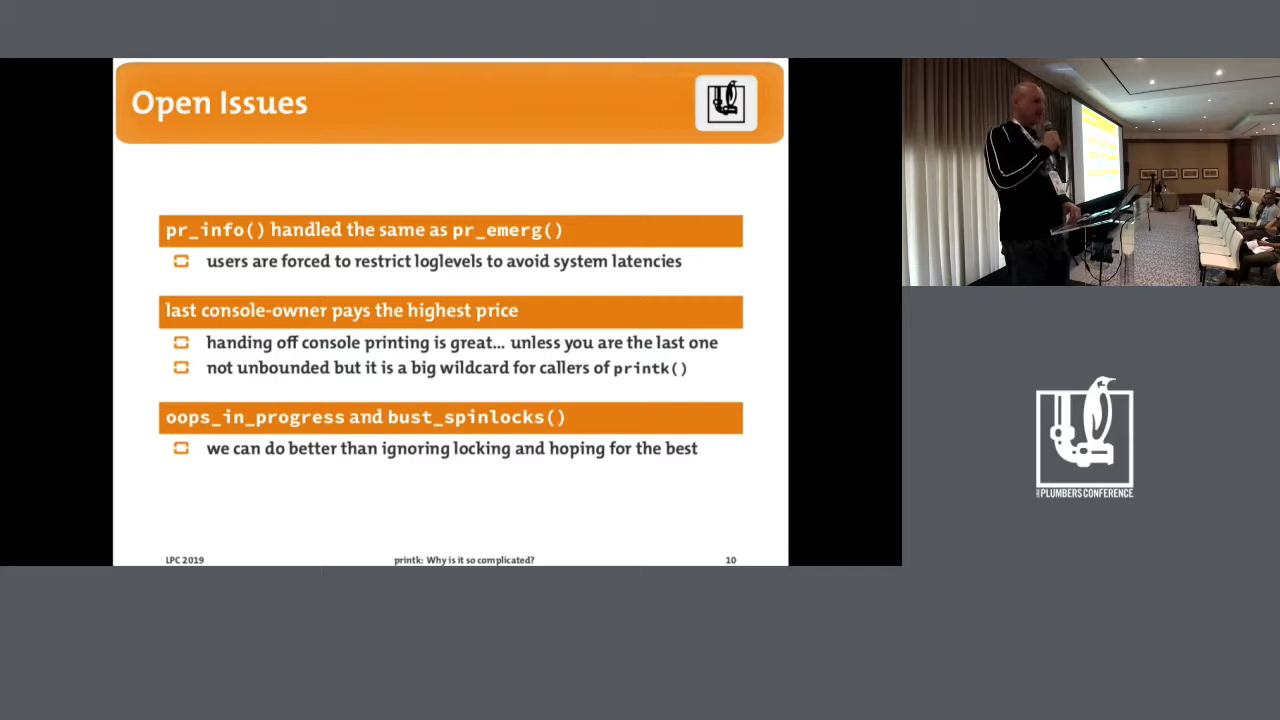 Open Issues
pr_info() handled the same as pr_emerg()
users are forced to restrict loglevels to avoid system latencies
last console-owner pays the highest price
handing off console printing is great... unless you are the last one
not unbounded but it is a big wildcard for callers of printk()
oops_in_progress and bust_spinlocks()
we can do better than ignoring locking and hoping for the best
LPC 2019 printk: Why is it so complicated? 10
PLUMBERS CONFERENCE